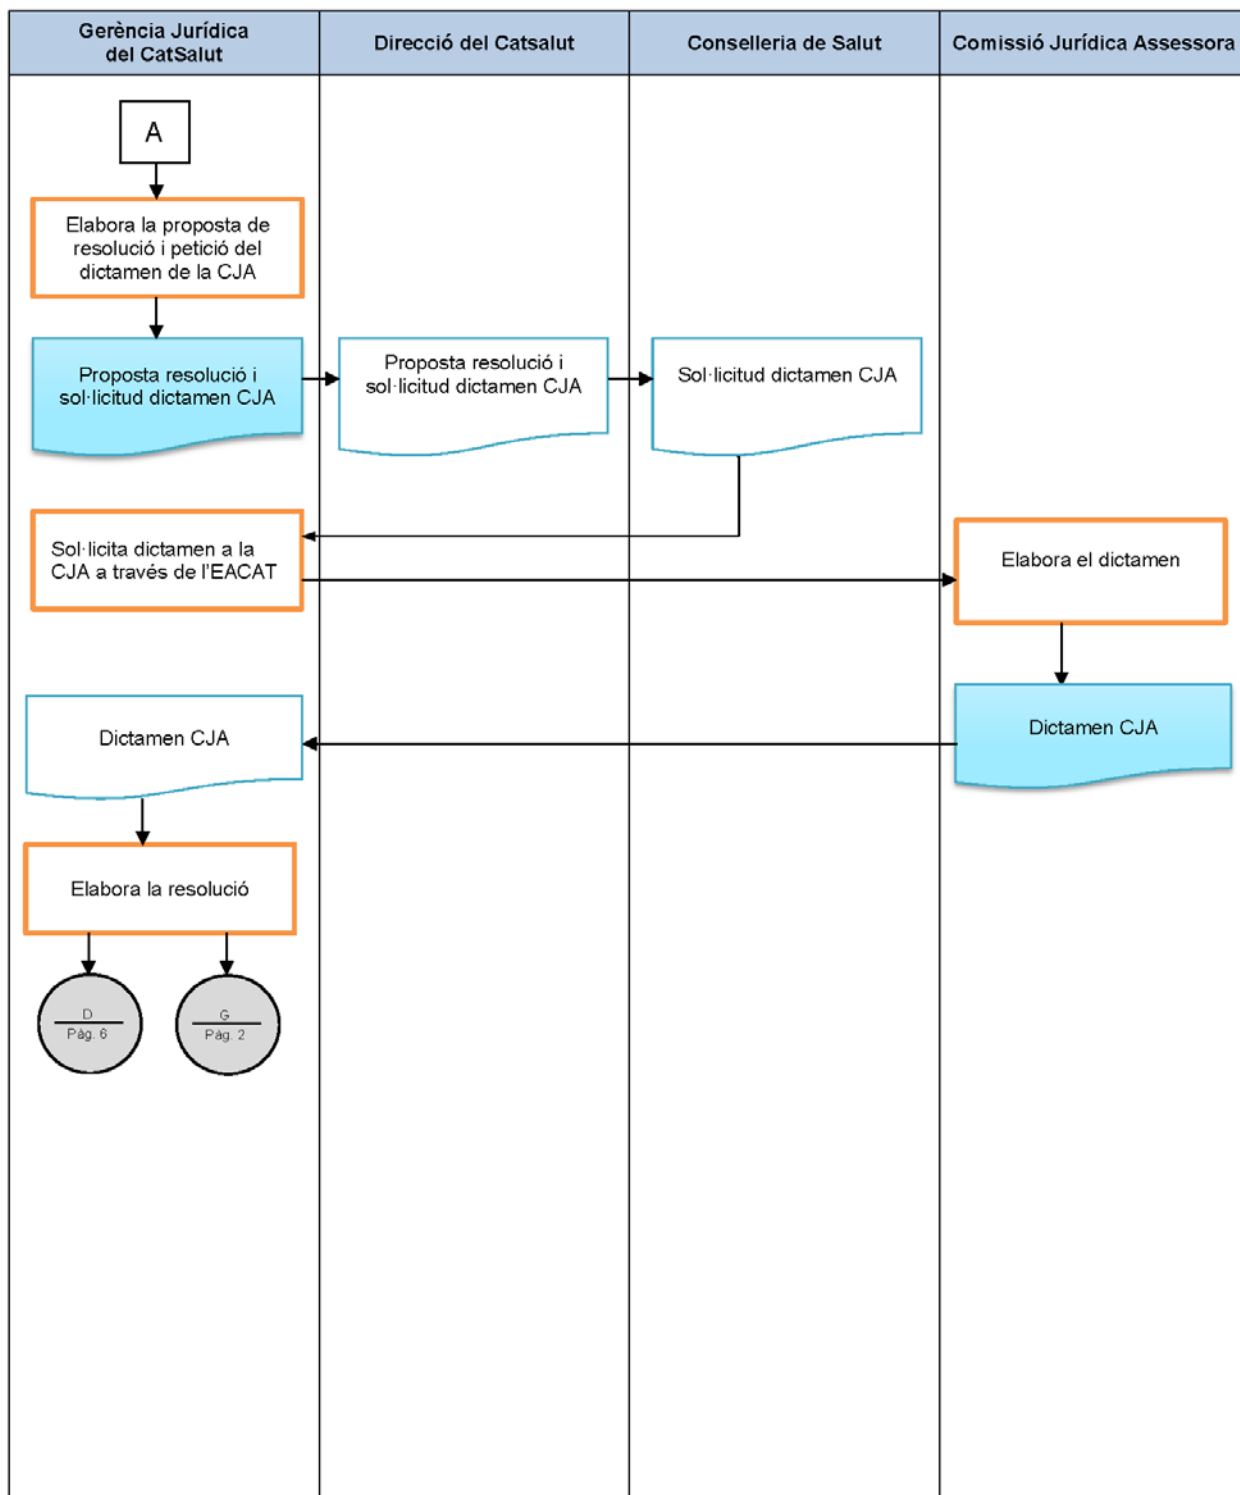 Gerència Jurídica
del CatSalut
Direcció del Catsalut
Conselleria de Salut
Comissió Jurídica Assessora
A
Elabora la proposta de
resolució i petició del
dictamen de la CJA
Proposta resolució i
sol·licitud dictamen CJA
Proposta resolució i
sol·licitud dictamen CJA
Sol·licitud dictamen CJA
Sol·licita dictamen a la
CJA a través de l'EACAT
Elabora el dictamen
Dictamen CJA
Dictamen CJA
Elabora la resolució
D
Pàg. 6
G
Pàg. 2